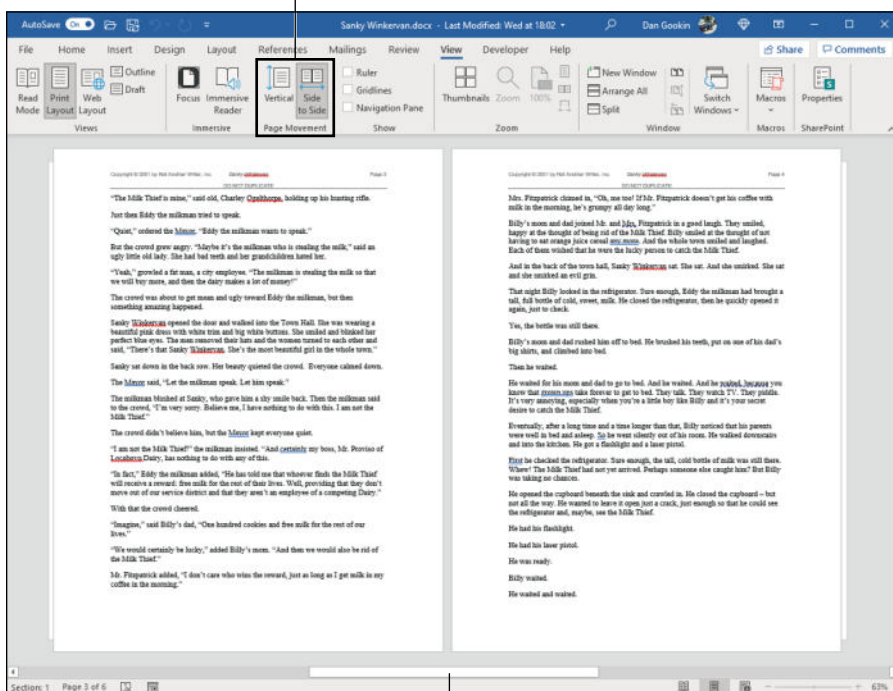 AutoSave On
Sanky Winkervan.docx - Last Modified: Wed at 18:02
Dan Gookin
File Home Insert Design Layout References Mailings Review View Developer Help Share Comments
Read Mode
Print Layout
Web Layout
Outline
Draft
Views
Focus
Immersive Reader
Immersive
Vertical
Side to Side
Page Movement
Ruler
Gridlines
Navigation Pane
Show
Thumbnails
Zoom
100%
Zoom
New Window
Arrange All
Split
Switch Windows
Window
Macros
Macros
Properties
SharePoint
Copyright © 2001 by Not Another Writer, Inc. Sanky Winkervan Page 3
DO NOT DUPLICATE
“The Milk Thief is mine,” said old, Charley Ogelthorpe, holding up his hunting rifle.
Just then Eddy the milkman tried to speak.
“Quiet,” ordered the Mayor. “Eddy the milkman wants to speak.”
But the crowd grew angry. “Maybe it’s the milkman who is stealing the milk,” said an
ugly little old lady. She had bad teeth and her grandchildren hated her.
“Yeah,” growled a fat man, a city employee. “The milkman is stealing the milk so that
we will buy more, and then the dairy makes a lot of money!”
The crowd was about to get mean and ugly toward Eddy the milkman, but then
something amazing happened.
Sanky Winkervan opened the door and walked into the Town Hall. She was wearing a
beautiful pink dress with white trim and big white buttons. She smiled and blinked her
perfect blue eyes. The men removed their hats and the women turned to each other and
said, “There’s that Sanky Winkervan. She’s the most beautiful girl in the whole town.”
Sanky sat down in the back row. Her beauty quieted the crowd. Everyone calmed down.
The Mayor said, “Let the milkman speak. Let him speak.”
The milkman blushed at Sanky, who gave him a shy smile back. Then the milkman said
to the crowd, “I’m very sorry. Believe me, I have nothing to do with this. I am not the
Milk Thief.”
The crowd didn’t believe him, but the Mayor kept everyone quiet.
“I am not the Milk Thief!” the milkman insisted. “And certainly my boss, Mr. Proviso of
Dairy, has nothing to do with any of this.
“In fact,” Eddy the milkman added, “He has told me that whoever finds the Milk Thief
will receive a reward: free milk for the rest of their lives. Well, providing that they don’t
move out of our service district and that they aren’t an employee of a competing Dairy.”
With that the crowd cheered.
“Imagine,” said Billy’s dad, “One hundred cookies and free milk for the rest of our
lives.”
“We would certainly be lucky,” added Billy’s mom. “And then we would also be rid of
the Milk Thief.”
Mr. Fitzpatrick added, “I don’t care who wins the reward, just as long as I get milk in my
coffee in the morning.”
Copyright © 2001 by Not Another Writer, Inc. Sanky Winkervan Page 4
DO NOT DUPLICATE
Mrs. Fitzpatrick chimed in, “Oh, me too! If Mr. Fitzpatrick doesn’t get his coffee with
milk in the morning, he’s grumpy all day long.”
Billy’s mom and dad joined Mr. and Mrs. Fitzpatrick in a good laugh. They smiled,
happy at the thought of being rid of the Milk Thief. Billy smiled at the thought of not
having to eat orange juice cereal any more. And the whole town smiled and laughed.
Each of them wished that he were the lucky person to catch the Milk Thief.
And in the back of the town hall, Sanky Winkervan sat. She sat. And she smirked. She sat
and she smirked an evil grin.
That night Billy looked in the refrigerator. Sure enough, Eddy the milkman had brought a
tall, full bottle of cold, sweet, milk. He closed the refrigerator, then he quickly opened it
again, just to check.
Yes, the bottle was still there.
Billy’s mom and dad rushed him off to bed. He brushed his teeth, put on one of his dad’s
big shirts, and climbed into bed.
Then he waited.
He waited for his mom and dad to go to bed. And he waited. And he waited, because you
know that grown ups take forever to get to bed. They talk. They watch TV. They piddle.
It’s very annoying, especially when you’re a little boy like Billy and it’s your secret
desire to catch the Milk Thief.
Eventually, after a long time and a time longer than that, Billy noticed that his parents
were well in bed and asleep. So he went silently out of his room. He walked downstairs
and into the kitchen. He got a flashlight and a laser pistol.
First he checked the refrigerator. Sure enough, the tall, cold bottle of milk was still there.
Whew! The Milk Thief had not yet arrived. Perhaps someone else caught him? But Billy
was taking no chances.
He opened the cupboard beneath the sink and crawled in. He closed the cupboard – but
not all the way. He wanted to leave it open just a crack, just enough so that he could see
the refrigerator and, maybe, see the Milk Thief.
He had his flashlight.
He had his laser pistol.
He was ready.
Billy waited.
He waited and waited.
Section: 1 Page 3 of 6
63%